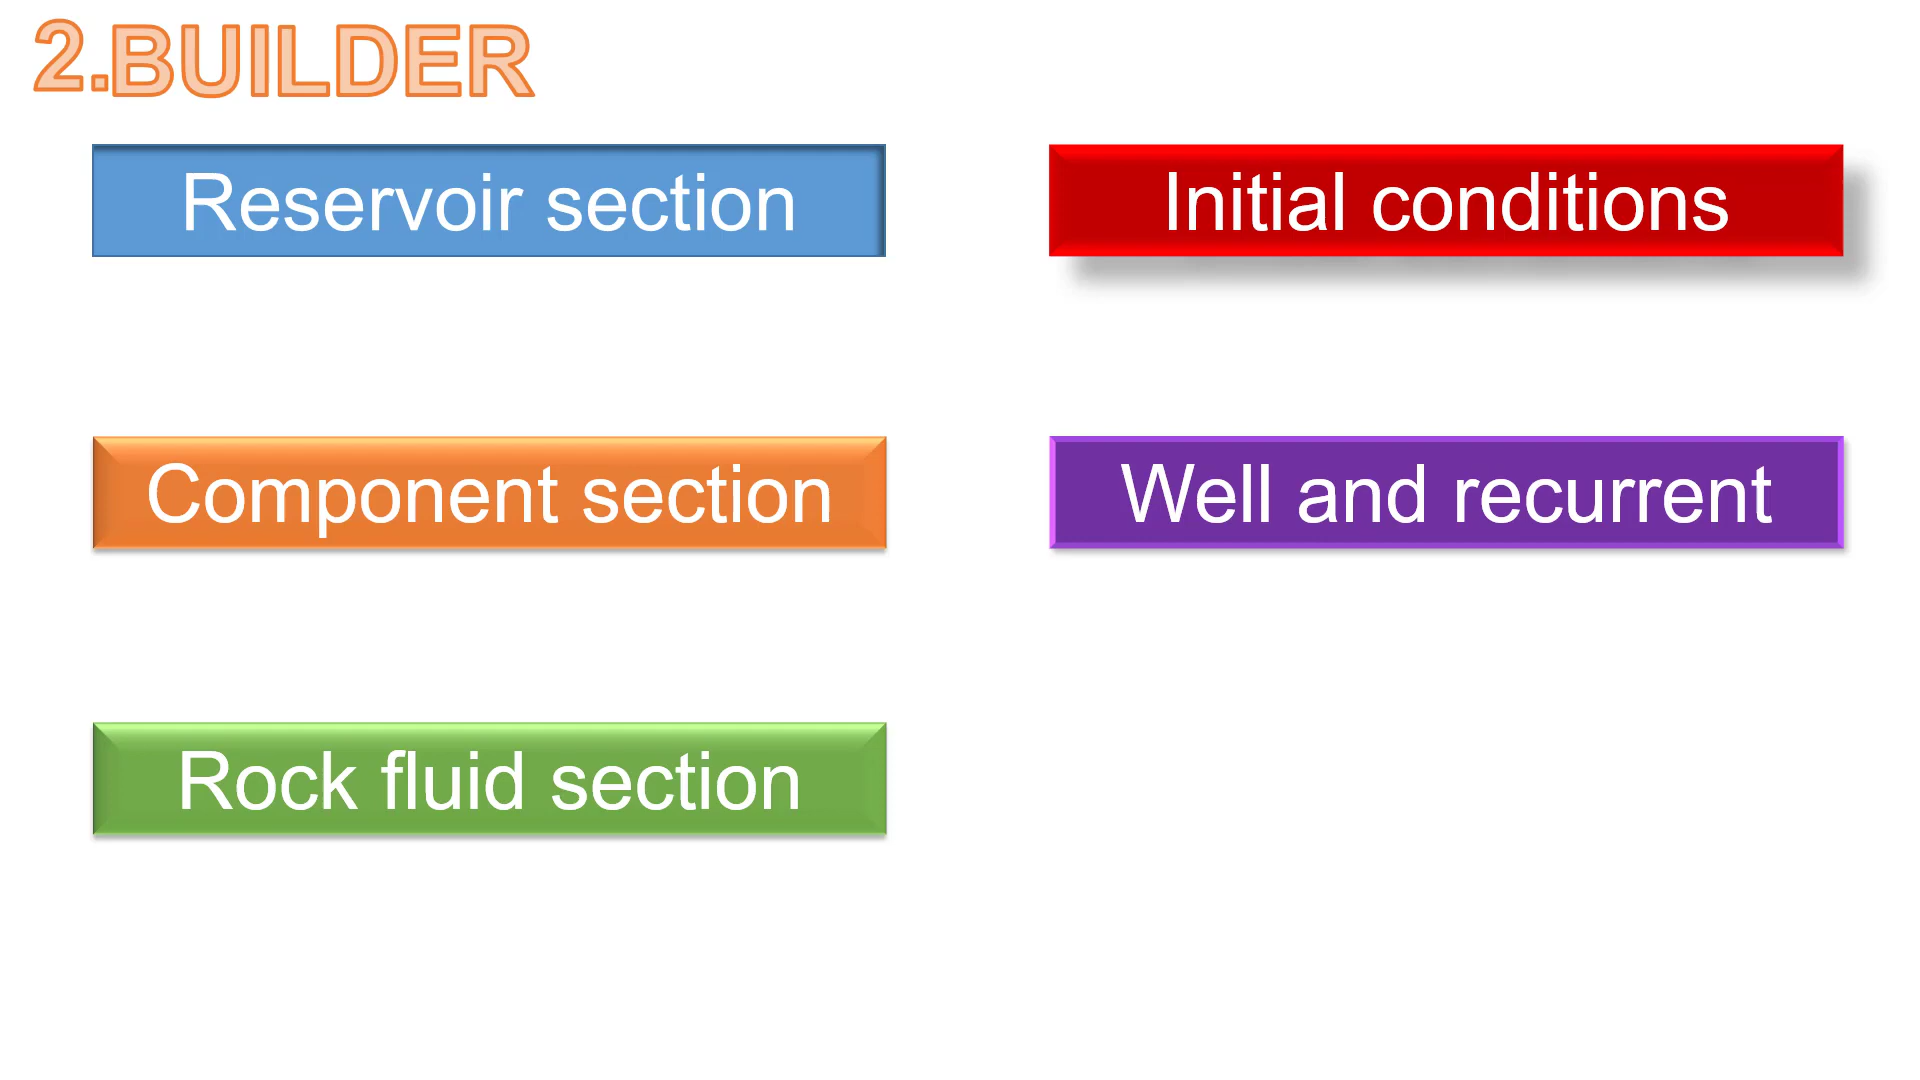 2.BUILDER
Reservoir section
Component section
Rock fluid section
Initial conditions
Well and recurrent